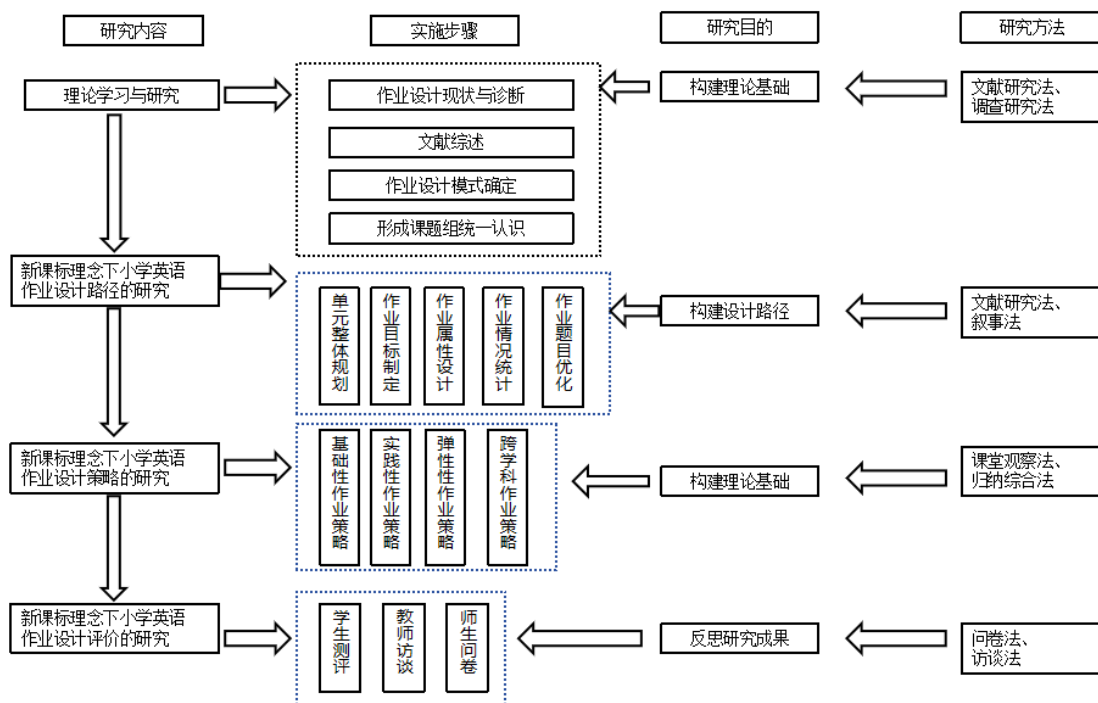 研究内容
实施步骤
研究目的
研究方法
理论学习与研究
作业设计现状与诊断
文献综述
作业设计模式确定
形成课题组统一认识
构建理论基础
文献研究法、
调查研究法
新课标理念下小学英语
作业设计路径的研究
单元整体规划
作业目标制定
作业属性设计
作业情况统计
作业题目优化
构建设计路径
文献研究法、
叙事法
新课标理念下小学英语
作业设计策略的研究
基础性作业策略
实践性作业策略
弹性性作业策略
跨学科作业策略
构建理论基础
课堂观察法、
归纳综合法
新课标理念下小学英语
作业设计评价的研究
学生测评
教师访谈
师生问卷
反思研究成果
问卷法、
访谈法